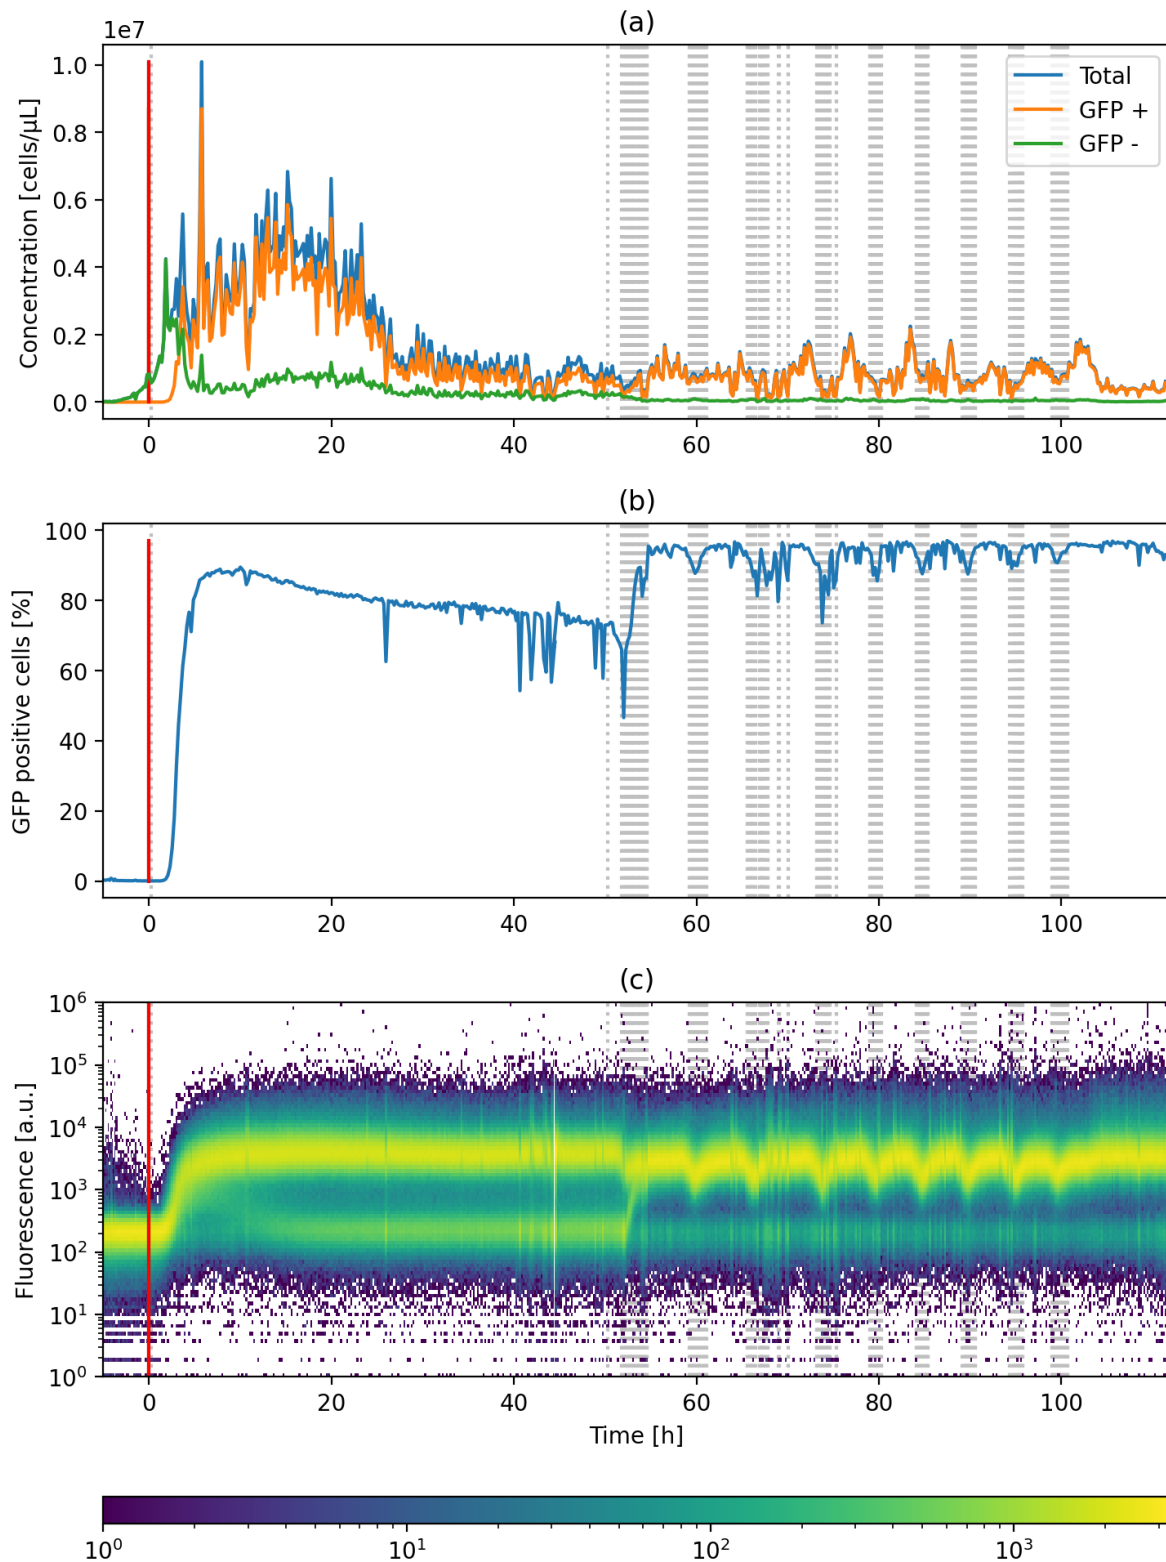 (a)
1e7
1.0
0.8
0.6
0.4
0.2
0.0
Concentration [cells/µL]
Total
GFP +
GFP -
0 20 40 60 80 100
(b)
100
80
60
40
20
0
GFP positive cells [%]
0 20 40 60 80 100
(c)
10⁶
10⁵
10⁴
10³
10²
10¹
10⁰
Fluorescence [a.u.]
0 20 40 60 80 100
Time [h]
10⁰ 10¹ 10² 10³